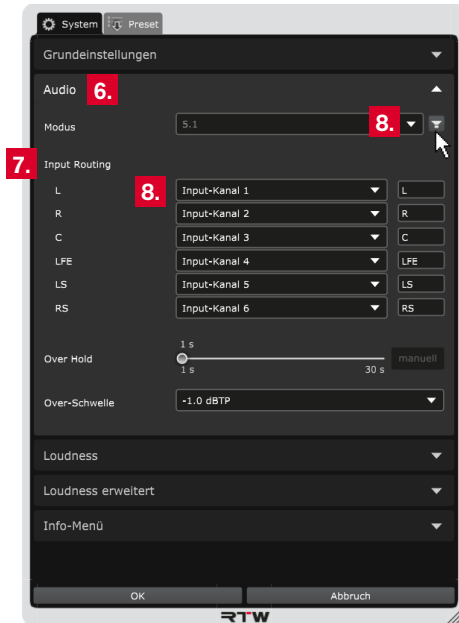 System Preset
Grundeinstellungen
Audio 6.
Modus 5.1 8.
7. Input Routing
8.
L Input-Kanal 1 L
R Input-Kanal 2 R
C Input-Kanal 3 C
LFE Input-Kanal 4 LFE
LS Input-Kanal 5 LS
RS Input-Kanal 6 RS
1 s
Over Hold manuell
1 s 30 s
Over-Schwelle -1.0 dBTP
Loudness
Loudness erweitert
Info-Menü
OK Abbruch
RTW